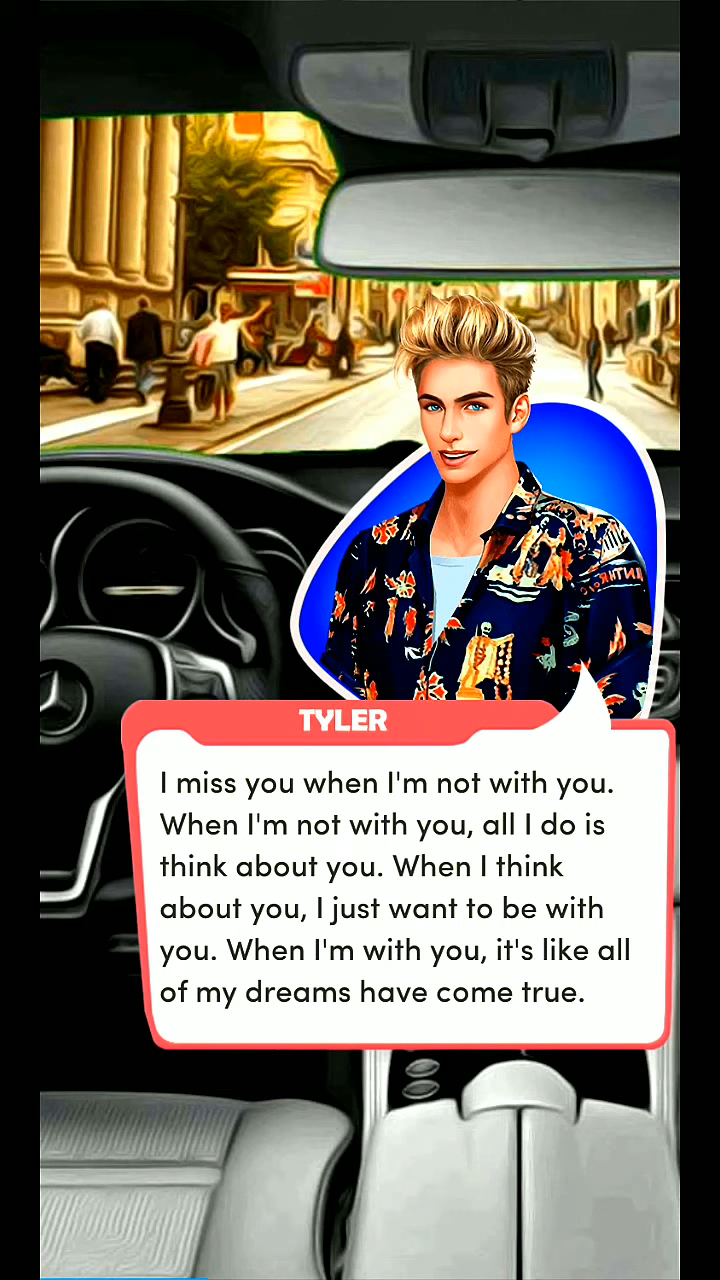 TYLER
I miss you when I'm not with you.
When I'm not with you, all I do is
think about you. When I think
about you, I just want to be with
you. When I'm with you, it's like all
of my dreams have come true.